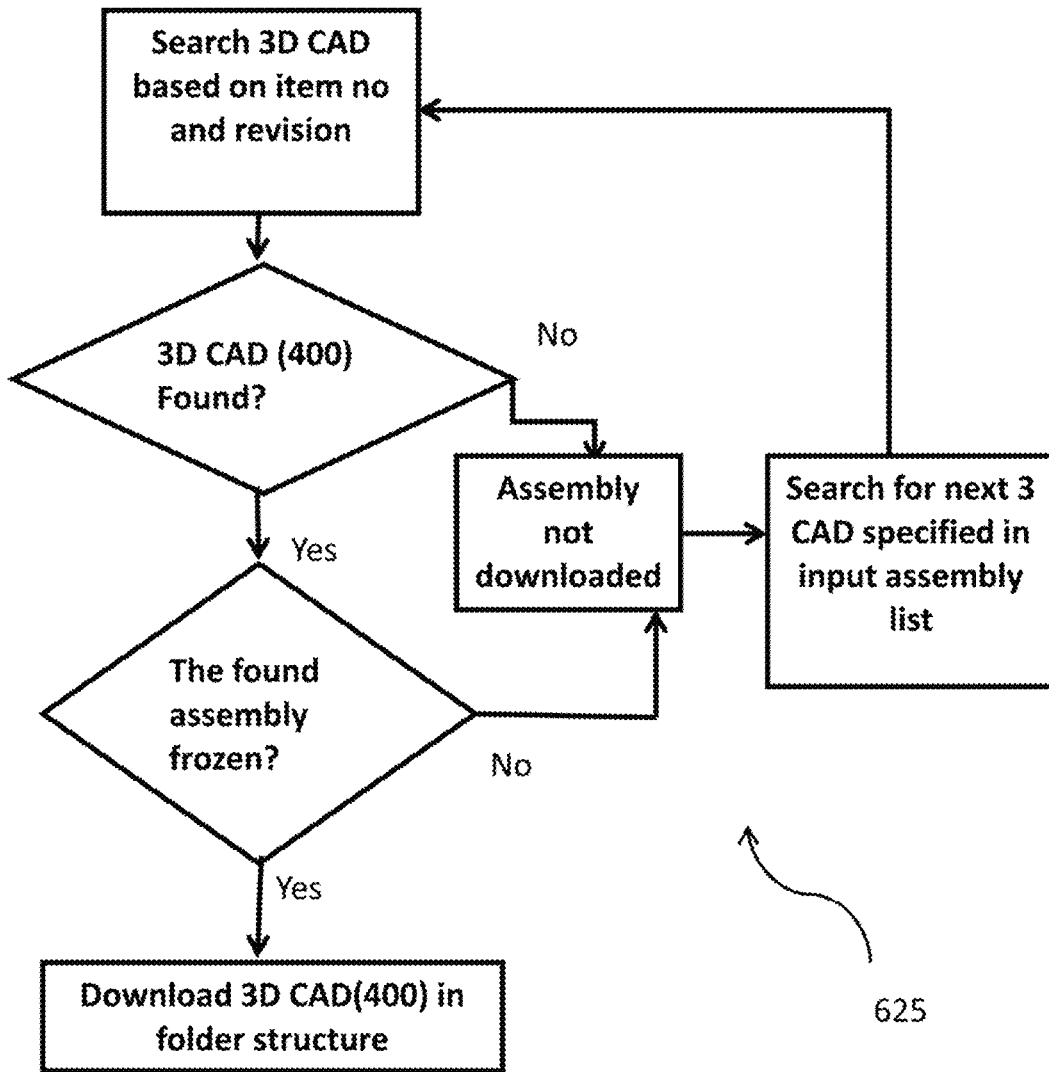 Search 3D CAD
based on item no
and revision
3D CAD (400)
Found?
No
Assembly
not
downloaded
Search for next 3
CAD specified in
input assembly
list
Yes
The found
assembly
frozen?
No
Yes
Download 3D CAD(400) in
folder structure
625